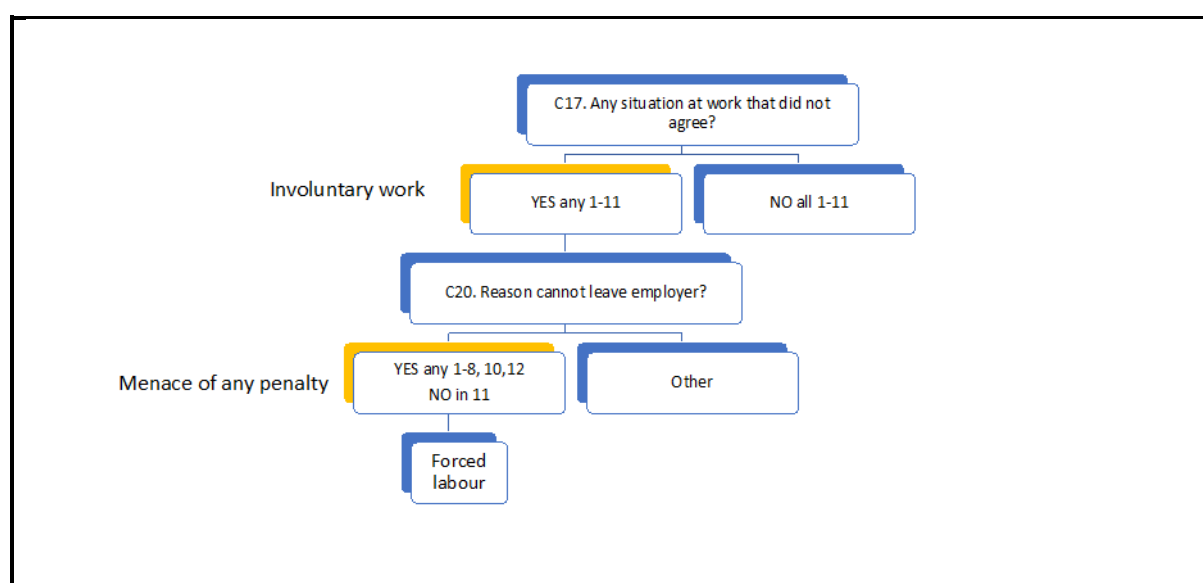 C17. Any situation at work that did not
agree?
Involuntary work
YES any 1-11
NO all 1-11
C20. Reason cannot leave employer?
Menace of any penalty
YES any 1-8, 10,12
NO in 11
Other
Forced
labour